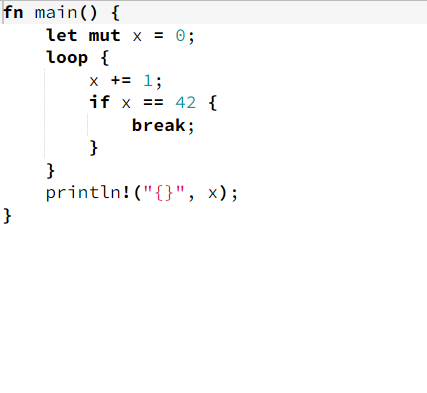 fn main() {
    let mut x = 0;
    loop {
        x += 1;
        if x == 42 {
            break;
        }
    }
    println!("{}", x);
}